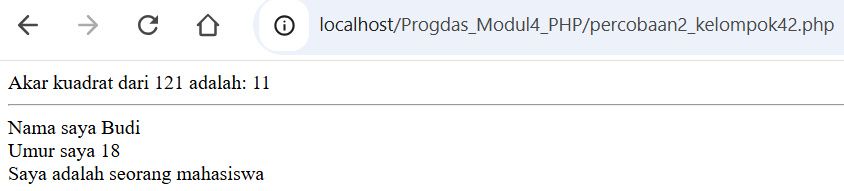 localhost/Progdas_Modul4_PHP/percobaan2_kelompok42.php
Akar kuadrat dari 121 adalah: 11
Nama saya Budi
Umur saya 18
Saya adalah seorang mahasiswa